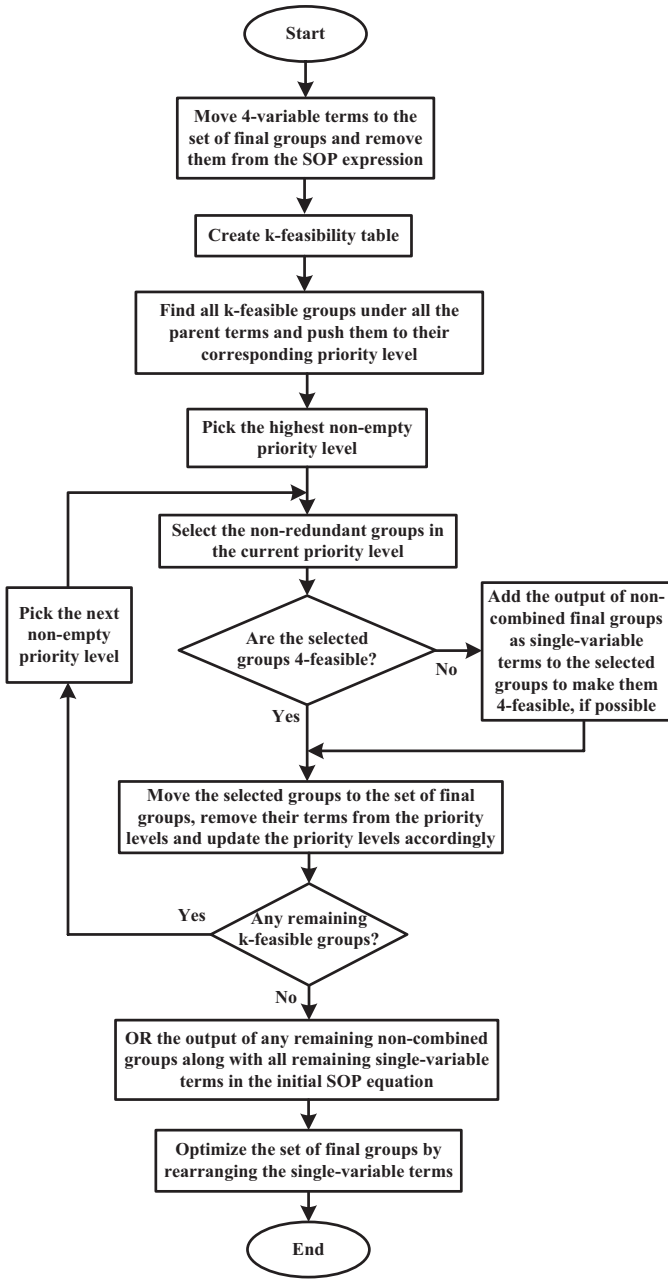 Start
Move 4-variable terms to the
set of final groups and remove
them from the SOP expression
Create k-feasibility table
Find all k-feasible groups under all the
parent terms and push them to their
corresponding priority level
Pick the highest non-empty
priority level
Select the non-redundant groups in
the current priority level
Pick the next
non-empty
priority level
Are the selected
groups 4-feasible?
No
Add the output of non-
combined final groups
as single-variable
terms to the selected
groups to make them
4-feasible, if possible
Yes
Move the selected groups to the set of final
groups, remove their terms from the priority
levels and update the priority levels accordingly
Yes
Any remaining
k-feasible groups?
No
OR the output of any remaining non-combined
groups along with all remaining single-variable
terms in the initial SOP equation
Optimize the set of final groups by
rearranging the single-variable terms
End